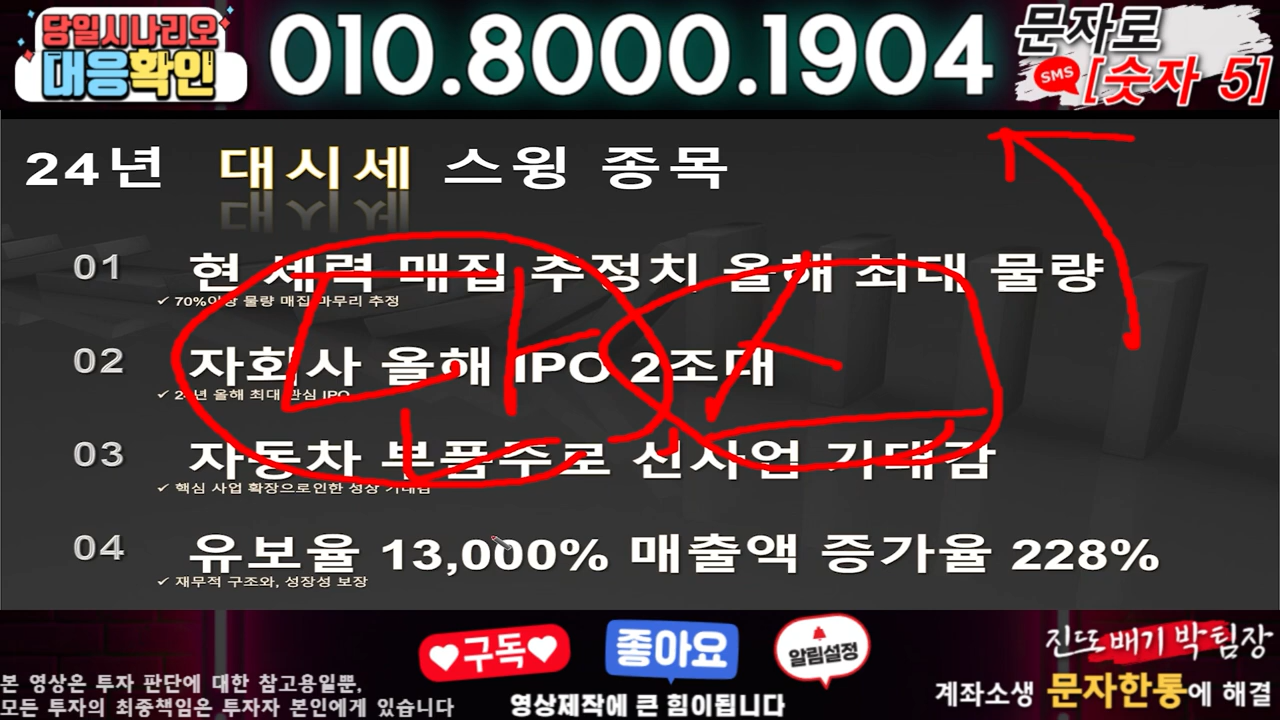 당일시나리오
대응확인
010.8000.1904
문자로
SMS
[숫자 5]
24년 대시세 스윙 종목
01 현 세력 매집 추정치 올해 최대 물량
✓ 70%이상 물량 매집 마무리 추정
02 자회사 올해 IPO 2조대
✓ 24년 올해 최대 관심 IPO
03 자동차 부품주로 신사업 기대감
✓ 핵심 사업 확장으로인한 성장 기대감
04 유보율 13,000% 매출액 증가율 228%
✓ 재무적 구조와, 성장성 보장
단 조
구독
좋아요
알림설정
진또배기 박팀장
본 영상은 투자 판단에 대한 참고용일뿐,
모든 투자의 최종책임은 투자자 본인에게 있습니다
영상제작에 큰 힘이됩니다
계좌소생 문자한통에 해결